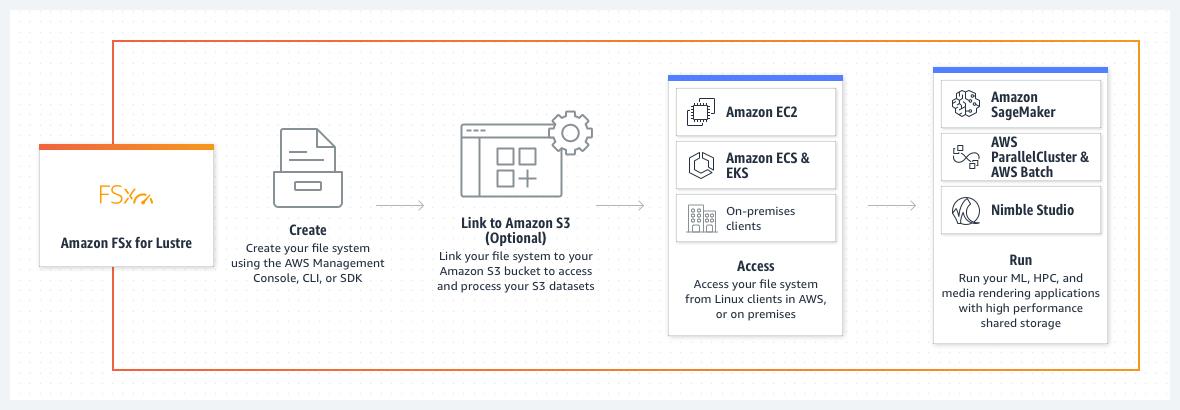 FSx
Amazon FSx for Lustre
Create
Create your file system
using the AWS Management
Console, CLI, or SDK
Link to Amazon S3
(Optional)
Link your file system to your
Amazon S3 bucket to access
and process your S3 datasets
Amazon EC2
Amazon ECS &
EKS
On-premises
clients
Access
Access your file system
from Linux clients in AWS,
or on premises
Amazon
SageMaker
AWS
ParallelCluster &
AWS Batch
Nimble Studio
Run
Run your ML, HPC, and
media rendering applications
with high performance
shared storage